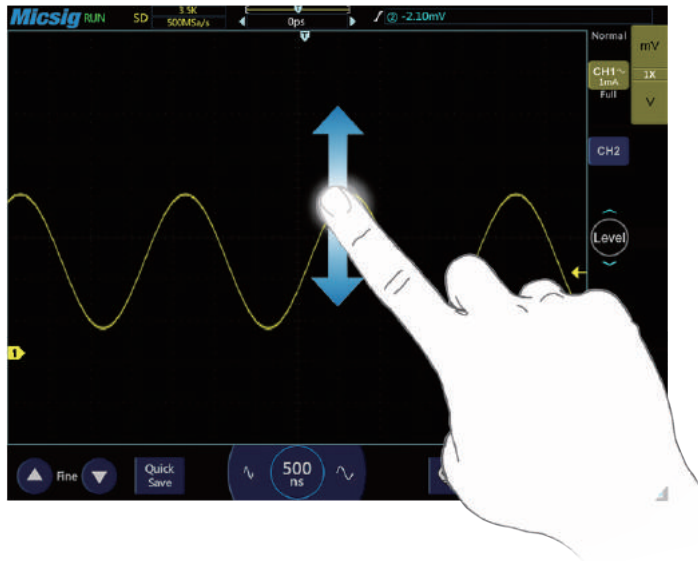 Micsig RUN SD 3.5K 0ps ② -2.10mV
500MSa/s
T
T
Normal
mV
CH1~ 1X
1mA
Full
V
CH2
Level
1
Fine
Quick
Save
500
ns